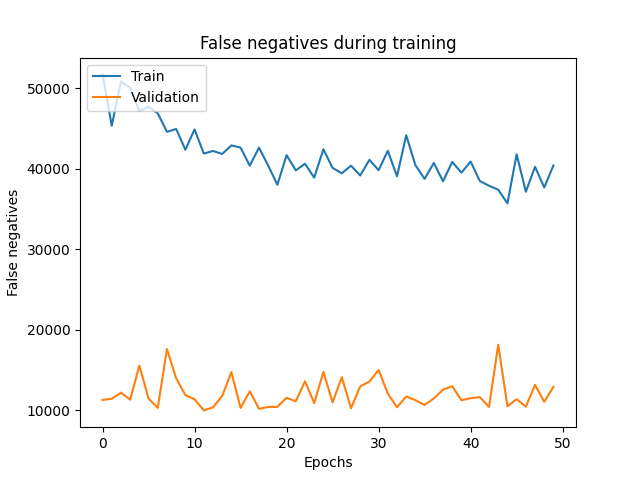 False negatives during training
Train
Validation
50000
40000
30000
20000
10000
False negatives
0 10 20 30 40 50
Epochs